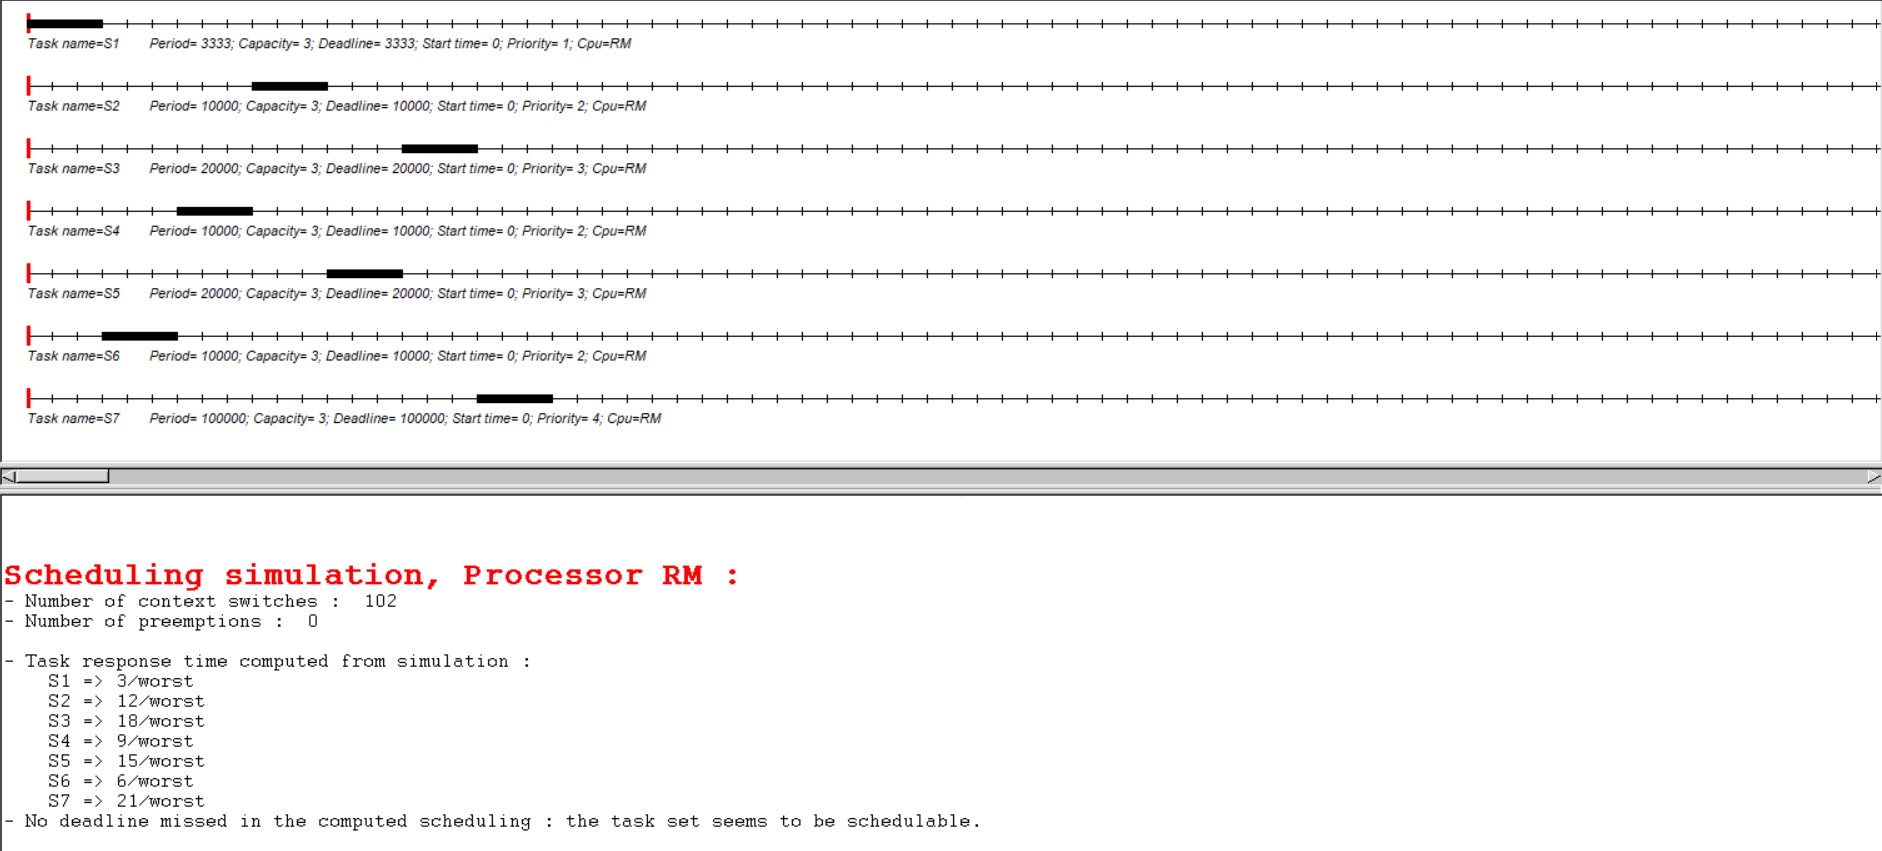 Task name=S1 Period= 3333; Capacity= 3; Deadline= 3333; Start time= 0; Priority= 1; Cpu=RM
Task name=S2 Period= 10000; Capacity= 3; Deadline= 10000; Start time= 0; Priority= 2; Cpu=RM
Task name=S3 Period= 20000; Capacity= 3; Deadline= 20000; Start time= 0; Priority= 3; Cpu=RM
Task name=S4 Period= 10000; Capacity= 3; Deadline= 10000; Start time= 0; Priority= 2; Cpu=RM
Task name=S5 Period= 20000; Capacity= 3; Deadline= 20000; Start time= 0; Priority= 3; Cpu=RM
Task name=S6 Period= 10000; Capacity= 3; Deadline= 10000; Start time= 0; Priority= 2; Cpu=RM
Task name=S7 Period= 100000; Capacity= 3; Deadline= 100000; Start time= 0; Priority= 4; Cpu=RM
Scheduling simulation, Processor RM :
- Number of context switches : 102
- Number of preemptions : 0
- Task response time computed from simulation :
S1 => 3/worst
S2 => 12/worst
S3 => 18/worst
S4 => 9/worst
S5 => 15/worst
S6 => 6/worst
S7 => 21/worst
- No deadline missed in the computed scheduling : the task set seems to be schedulable.